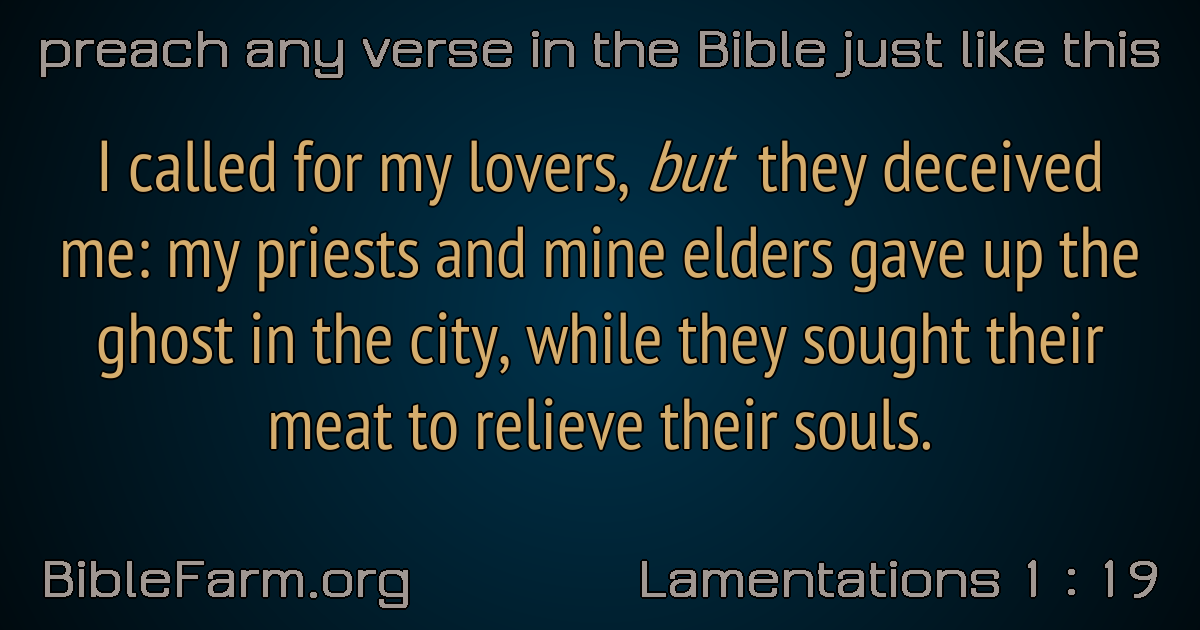 preach any verse in the Bible just like this
I called for my lovers, but they deceived
me: my priests and mine elders gave up the
ghost in the city, while they sought their
meat to relieve their souls.
BibleFarm.org
Lamentations 1 : 19